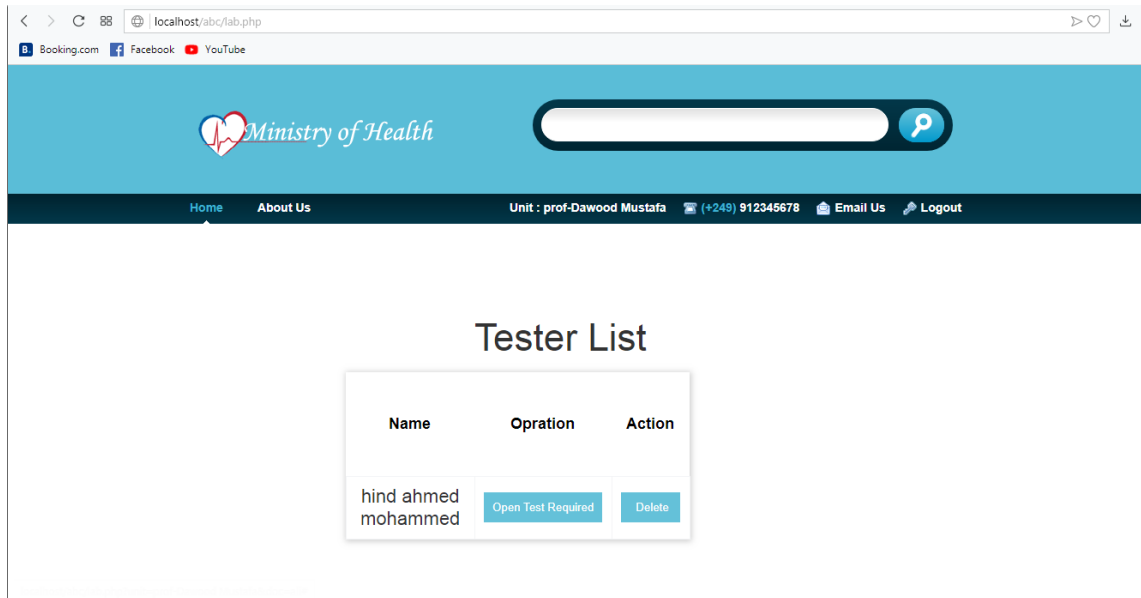 localhost/abc/lab.php
Booking.com Facebook YouTube
Ministry of Health
Home About Us Unit : prof-Dawood Mustafa (+249) 912345678 Email Us Logout
Tester List
Name Opration Action
hind ahmed
mohammed
Open Test Required Delete